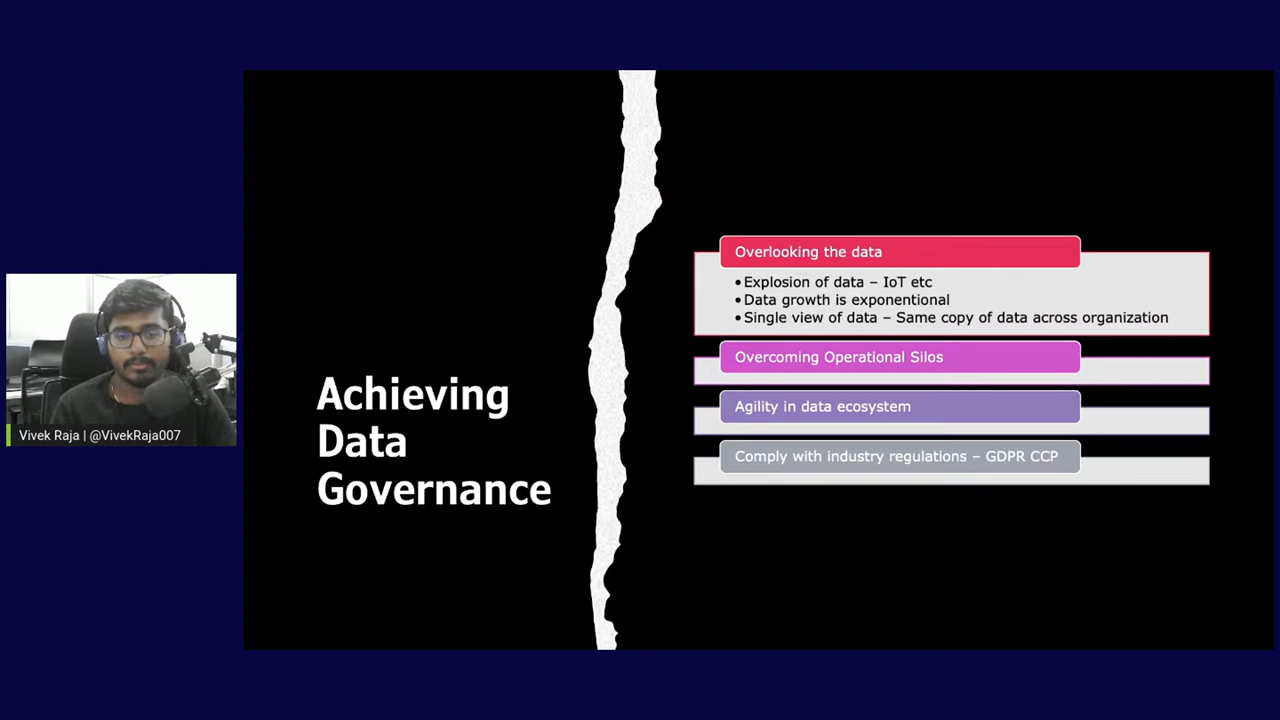 Achieving
Data
Governance
Overlooking the data
•Explosion of data – IoT etc
•Data growth is exponentional
•Single view of data – Same copy of data across organization
Overcoming Operational Silos
Agility in data ecosystem
Comply with industry regulations – GDPR CCP
Vivek Raja | @VivekRaja007